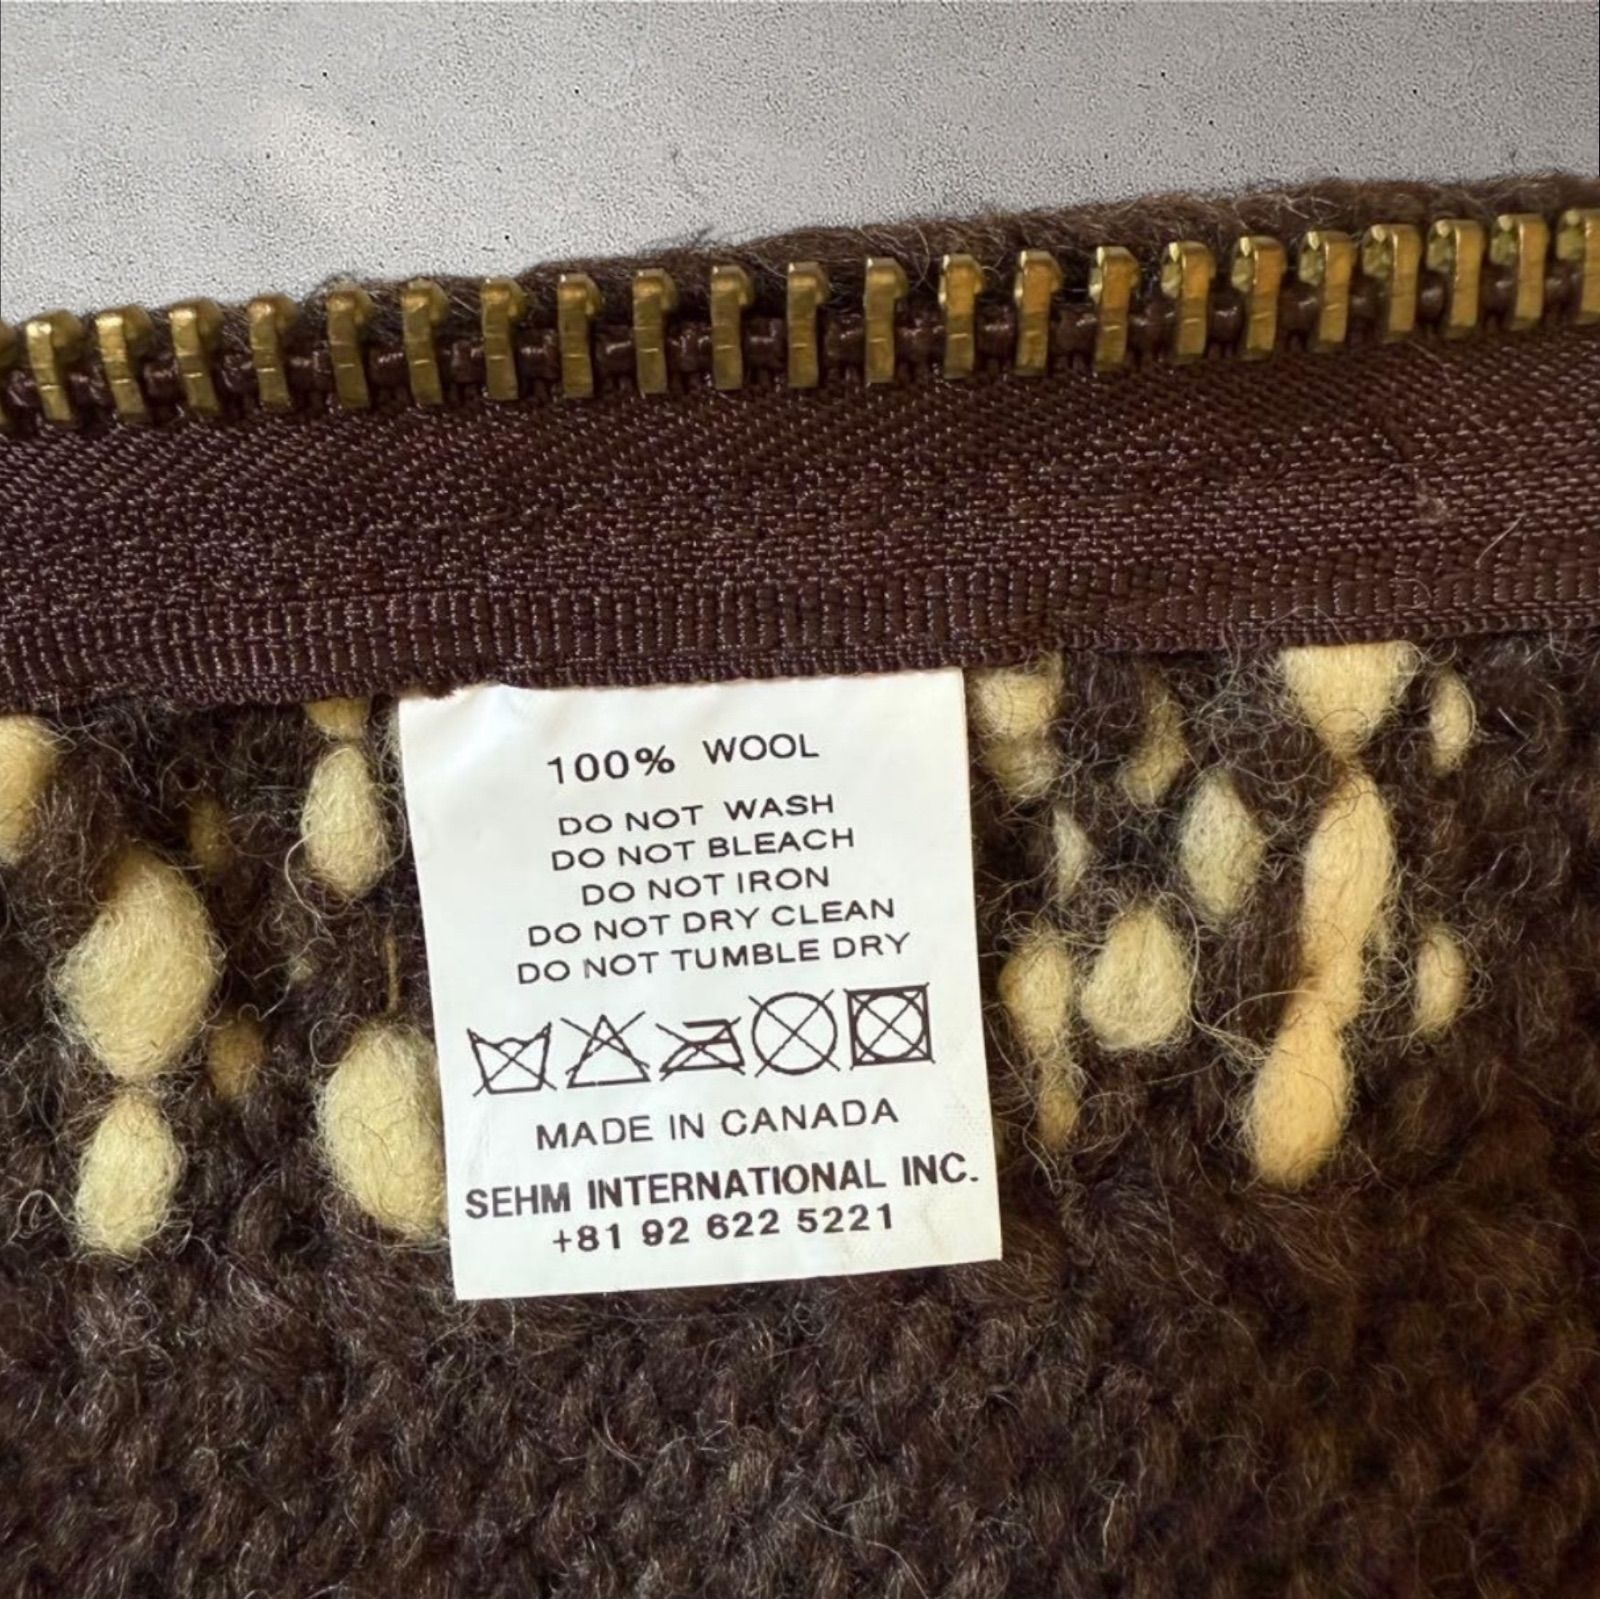 100% WOOL
DO NOT WASH
DO NOT BLEACH
DO NOT IRON
DO NOT DRY CLEAN
DO NOT TUMBLE DRY
MADE IN CANADA
SEHM INTERNATIONAL INC.
+81 92 622 5221